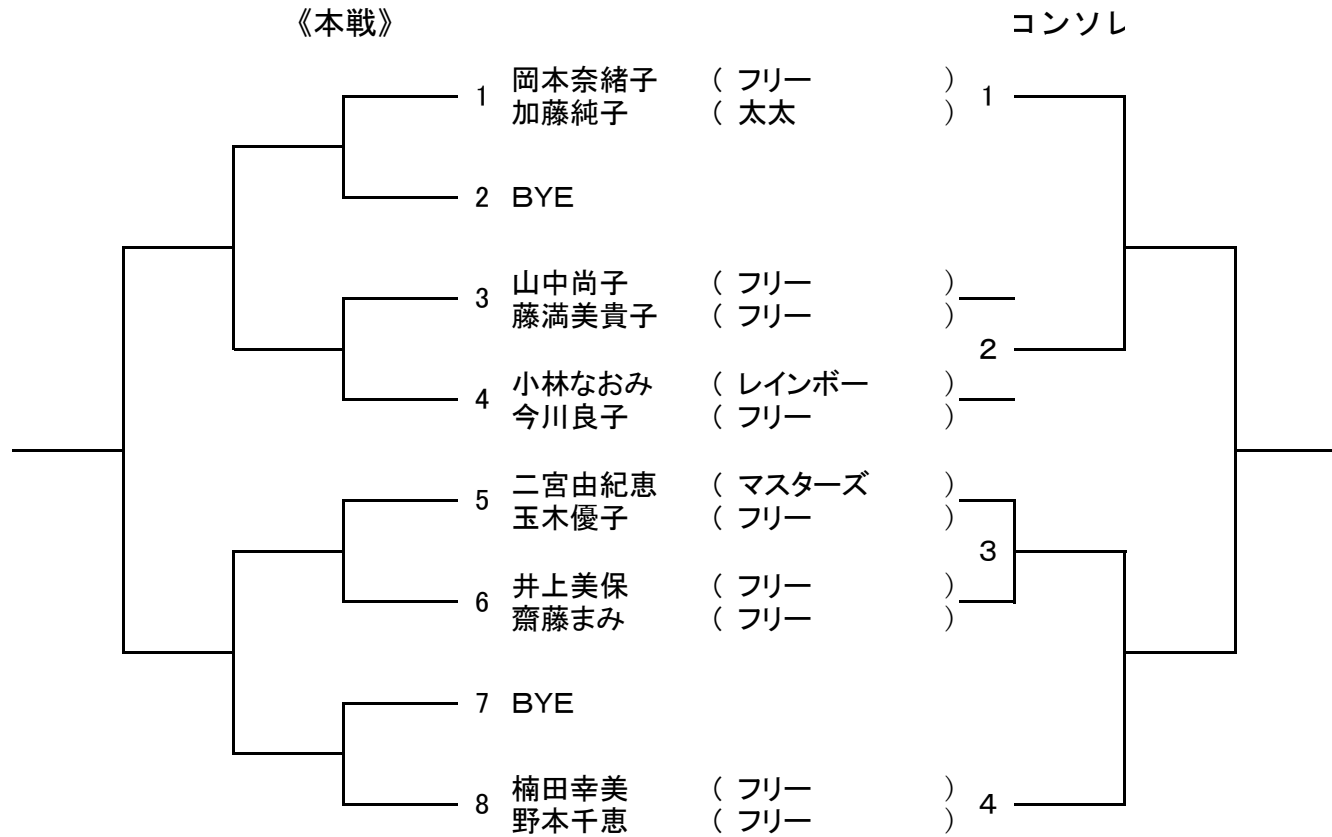 《本戦》 コンソレ
1 岡本奈緒子 ( フリー ) 1
加藤純子 ( 太太 )
2 BYE
3 山中尚子 ( フリー )
藤満美貴子 ( フリー )
2
4 小林なおみ ( レインボー )
今川良子 ( フリー )
5 二宮由紀恵 ( マスターズ )
玉木優子 ( フリー )
3
6 井上美保 ( フリー )
齋藤まみ ( フリー )
7 BYE
8 楠田幸美 ( フリー ) 4
野本千恵 ( フリー )